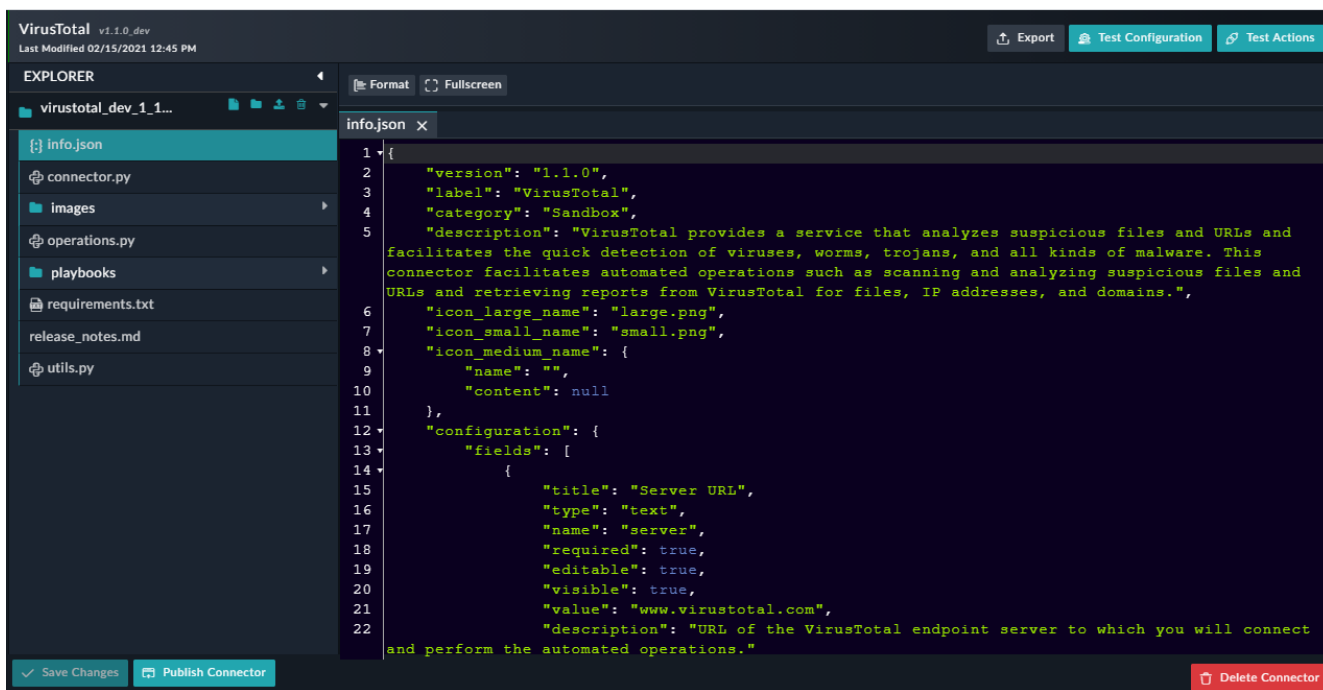 VirusTotal v1.1.0_dev
Last Modified 02/15/2021 12:45 PM
Export
Test Configuration
Test Actions
EXPLORER
Format
Fullscreen
virustotal_dev_1_1...
info.json
info.json
connector.py
images
operations.py
playbooks
requirements.txt
release_notes.md
utils.py
1 {
2 "version": "1.1.0",
3 "label": "VirusTotal",
4 "category": "Sandbox",
5 "description": "VirusTotal provides a service that analyzes suspicious files and URLs and
facilitates the quick detection of viruses, worms, trojans, and all kinds of malware. This
connector facilitates automated operations such as scanning and analyzing suspicious files and
URLs and retrieving reports from VirusTotal for files, IP addresses, and domains.",
6 "icon_large_name": "large.png",
7 "icon_small_name": "small.png",
8 "icon_medium_name": {
9 "name": "",
10 "content": null
11 },
12 "configuration": {
13 "fields": [
14 {
15 "title": "Server URL",
16 "type": "text",
17 "name": "server",
18 "required": true,
19 "editable": true,
20 "visible": true,
21 "value": "www.virustotal.com",
22 "description": "URL of the VirusTotal endpoint server to which you will connect
and perform the automated operations."
Save Changes
Publish Connector
Delete Connector